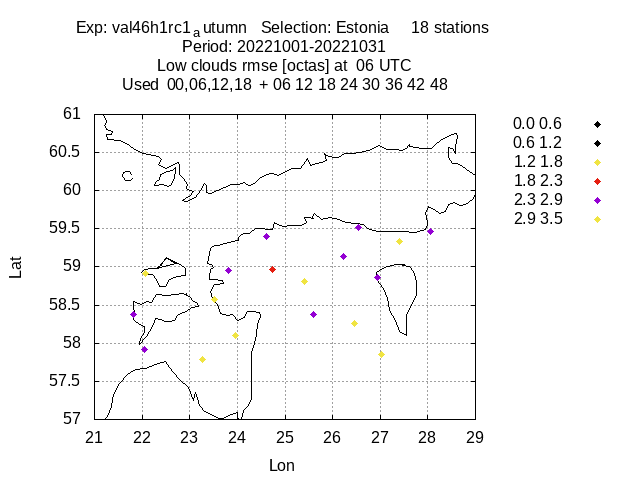 Exp: val46h1rc1autumn Selection: Estonia 18 stations
Period: 20221001-20221031
Low clouds rmse [octas] at 06 UTC
Used 00,06,12,18 + 06 12 18 24 30 36 42 48
61
60.5
60
59.5
59
58.5
58
57.5
57
21 22 23 24 25 26 27 28 29
Lat
Lon
0.0 0.6
0.6 1.2
1.2 1.8
1.8 2.3
2.3 2.9
2.9 3.5